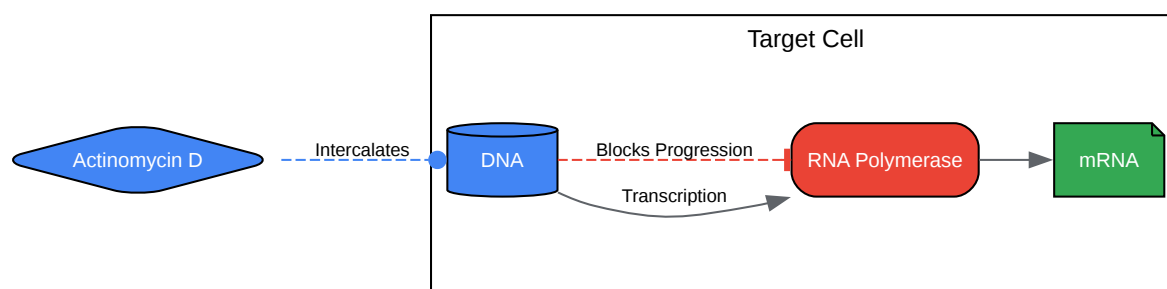 Target Cell
Actinomycin D
Intercalates
DNA
Blocks Progression
Transcription
RNA Polymerase
mRNA